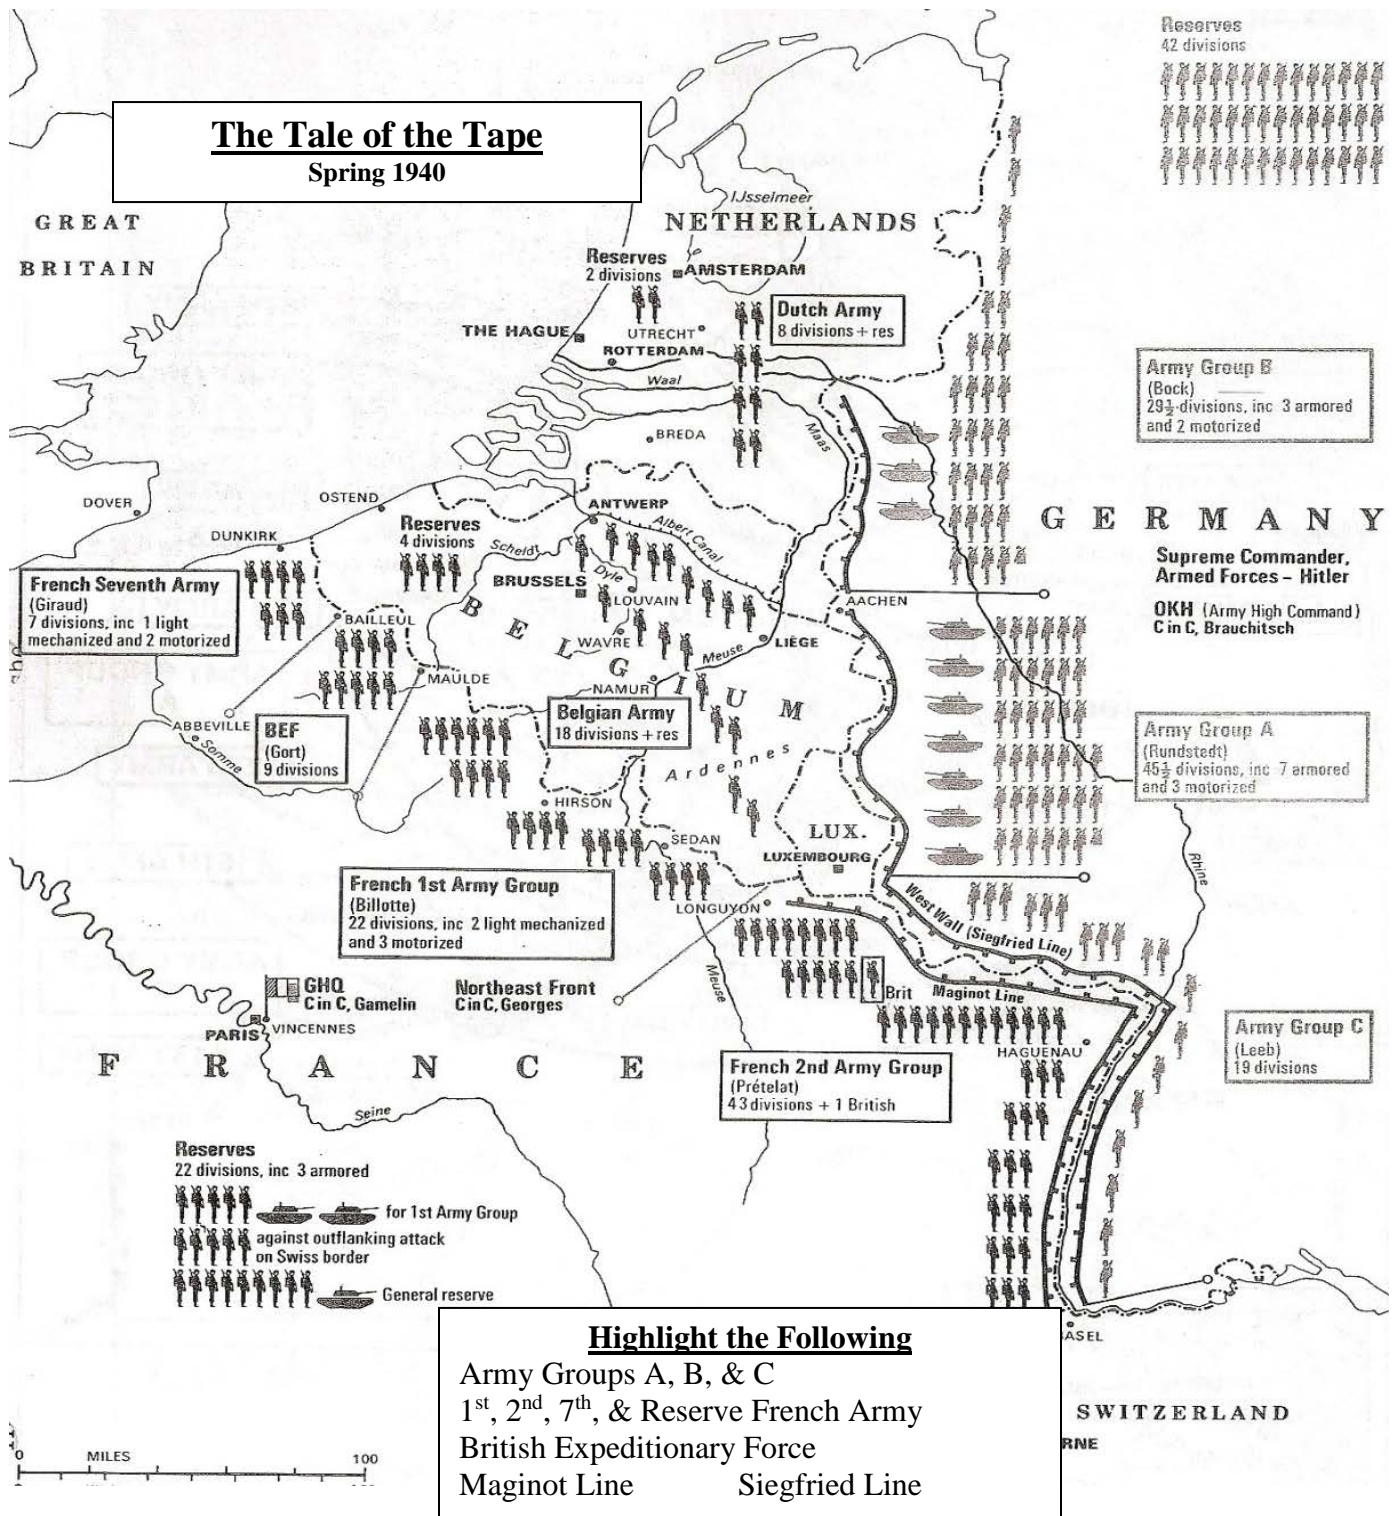 Reserves
42 divisions
The Tale of the Tape
Spring 1940
GREAT
BRITAIN
IJsselmeer
NETHERLANDS
Reserves
2 divisions
AMSTERDAM
Dutch Army
8 divisions + res
THE HAGUE
UTRECHT
ROTTERDAM
Waal
Maas
BREDA
Army Group B
(Bock)
29½ divisions, inc 3 armored
and 2 motorized
DOVER
OSTEND
DUNKIRK
ANTWERP
Albert Canal
Reserves
4 divisions
Scheldt
Dyle
BRUSSELS
LOUVAIN
WAVRE
BELGIUM
Meuse
LIÈGE
AACHEN
NAMUR
GERMANY
Supreme Commander,
Armed Forces – Hitler
OKH (Army High Command)
C in C, Brauchitsch
French Seventh Army
(Giraud)
7 divisions, inc 1 light
mechanized and 2 motorized
BAILLEUL
MAULDE
ABBEVILLE
Somme
BEF
(Gort)
9 divisions
Belgian Army
18 divisions + res
Ardennes
Army Group A
(Rundstedt)
45½ divisions, inc 7 armored
and 3 motorized
HIRSON
SEDAN
LUX.
LUXEMBOURG
Rhine
French 1st Army Group
(Billotte)
22 divisions, inc 2 light mechanized
and 3 motorized
LONGUYON
West Wall (Siegfried Line)
Meuse
Brit
Maginot Line
GHQ
C in C, Gamelin
Northeast Front
C in C, Georges
PARIS
VINCENNES
HAGUENAU
Army Group C
(Leeb)
19 divisions
FRANCE
French 2nd Army Group
(Prételat)
43 divisions + 1 British
Seine
Reserves
22 divisions, inc 3 armored
for 1st Army Group
against outflanking attack
on Swiss border
General reserve
ASEL
Highlight the Following
Army Groups A, B, & C
1st, 2nd, 7th, & Reserve French Army
British Expeditionary Force
Maginot Line Siegfried Line
SWITZERLAND
RNE
0 MILES 100